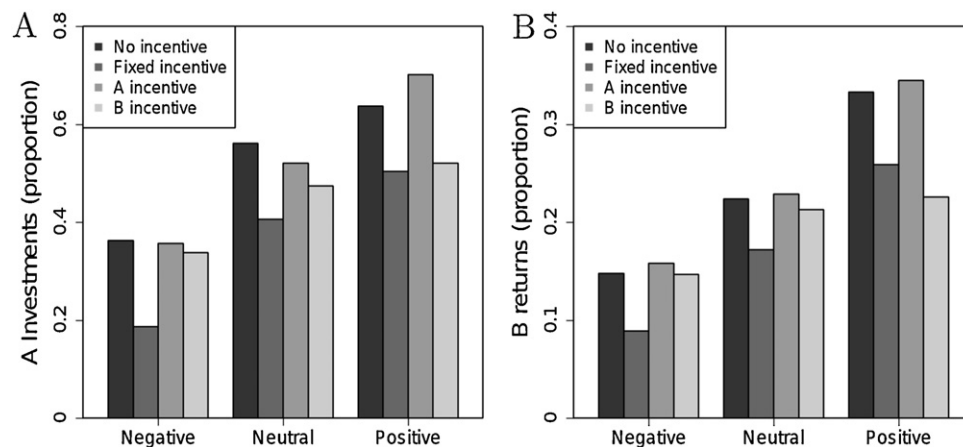 A
A Investments (proportion)
0.8
0.6
0.4
0.2
0
No incentive
Fixed incentive
A incentive
B incentive
Negative Neutral Positive
B
B returns (proportion)
0.4
0.3
0.2
0.1
0
No incentive
Fixed incentive
A incentive
B incentive
Negative Neutral Positive